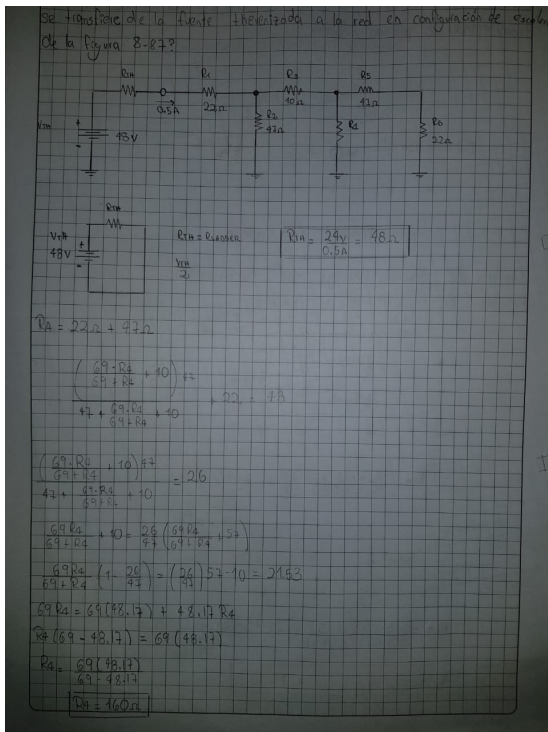 se transfiere de la fuente thevenizada a la red en configuración de
de la figura 8-87?
RTH R1 R3 R5
0.5A 22Ω 10Ω 47Ω
VTH + - 48V
R2 47Ω R4 R6 22Ω
RTH
VTH 48V + -
RTH = RLADDER
VTH/2
RTH = 24V/0.5A = 48Ω
RA = 22Ω + 47Ω
((69·R4/(69+R4) + 10) 47)/(47 + 69·R4/(69+R4) + 10) + 22 = 48
((69·R4/(69+R4) + 10) 47)/(47 + 69·R4/(69+R4) + 10) = 26
69R4/(69+R4) + 10 = 26/47 (69R4/(69+R4) + 57)
69R4/(69+R4) (1 - 26/47) = (26/47) 57 - 10 = 21.53
69R4 = 69(48.17) + 48.17 R4
R4 (69 - 48.17) = 69 (48.17)
R4 = 69(48.17)/(69 - 48.17)
R4 = 160Ω